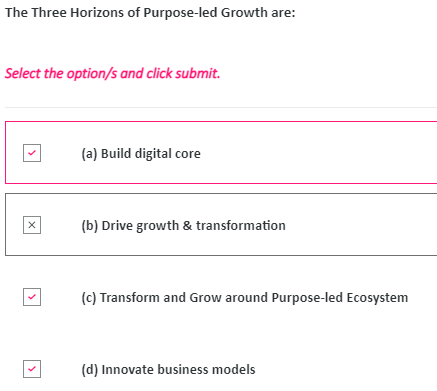 The Three Horizons of Purpose-led Growth are:
Select the option/s and click submit.
(a) Build digital core
(b) Drive growth & transformation
(c) Transform and Grow around Purpose-led Ecosystem
(d) Innovate business models